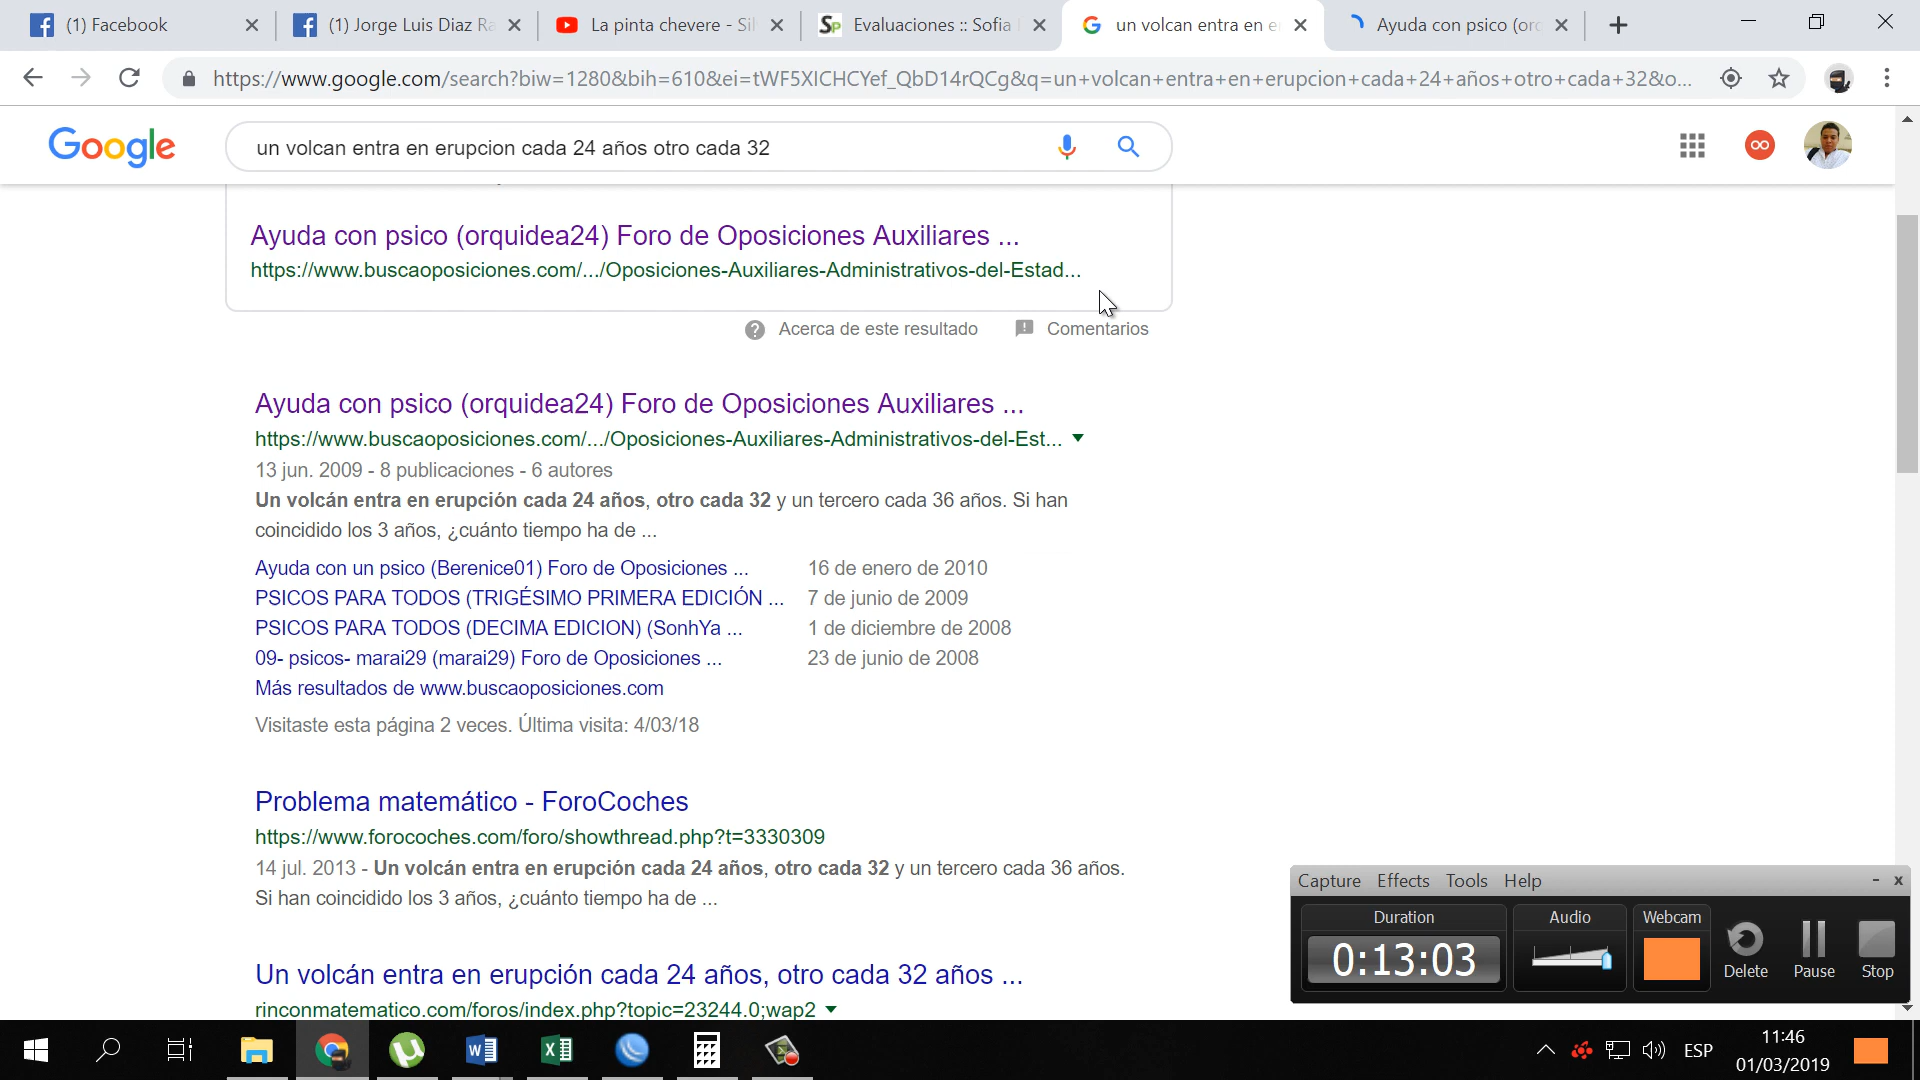 (1) Facebook
(1) Jorge Luis Diaz Ra
La pinta chevere - Sil
Evaluaciones :: Sofia
un volcan entra en e
Ayuda con psico (orc
https://www.google.com/search?biw=1280&bih=610&ei=tWF5XICHCYef_QbD14rQCg&q=un+volcan+entra+en+erupcion+cada+24+años+otro+cada+32&o...
Google
un volcan entra en erupcion cada 24 años otro cada 32
Ayuda con psico (orquidea24) Foro de Oposiciones Auxiliares ...
https://www.buscaoposiciones.com/.../Oposiciones-Auxiliares-Administrativos-del-Estad...
Acerca de este resultado
Comentarios
Ayuda con psico (orquidea24) Foro de Oposiciones Auxiliares ...
https://www.buscaoposiciones.com/.../Oposiciones-Auxiliares-Administrativos-del-Est...
13 jun. 2009 - 8 publicaciones - 6 autores
Un volcán entra en erupción cada 24 años, otro cada 32 y un tercero cada 36 años. Si han
coincidido los 3 años, ¿cuánto tiempo ha de ...
Ayuda con un psico (Berenice01) Foro de Oposiciones ... 16 de enero de 2010
PSICOS PARA TODOS (TRIGÉSIMO PRIMERA EDICIÓN ... 7 de junio de 2009
PSICOS PARA TODOS (DECIMA EDICION) (SonhYa ... 1 de diciembre de 2008
09- psicos- marai29 (marai29) Foro de Oposiciones ... 23 de junio de 2008
Más resultados de www.buscaoposiciones.com
Visitaste esta página 2 veces. Última visita: 4/03/18
Problema matemático - ForoCoches
https://www.forocoches.com/foro/showthread.php?t=3330309
14 jul. 2013 - Un volcán entra en erupción cada 24 años, otro cada 32 y un tercero cada 36 años.
Si han coincidido los 3 años, ¿cuánto tiempo ha de ...
Un volcán entra en erupción cada 24 años, otro cada 32 años ...
rinconmatematico.com/foros/index.php?topic=23244.0;wap2
Capture Effects Tools Help
Duration
Audio
Webcam
0:13:03
Delete
Pause
Stop
ESP
11:46
01/03/2019